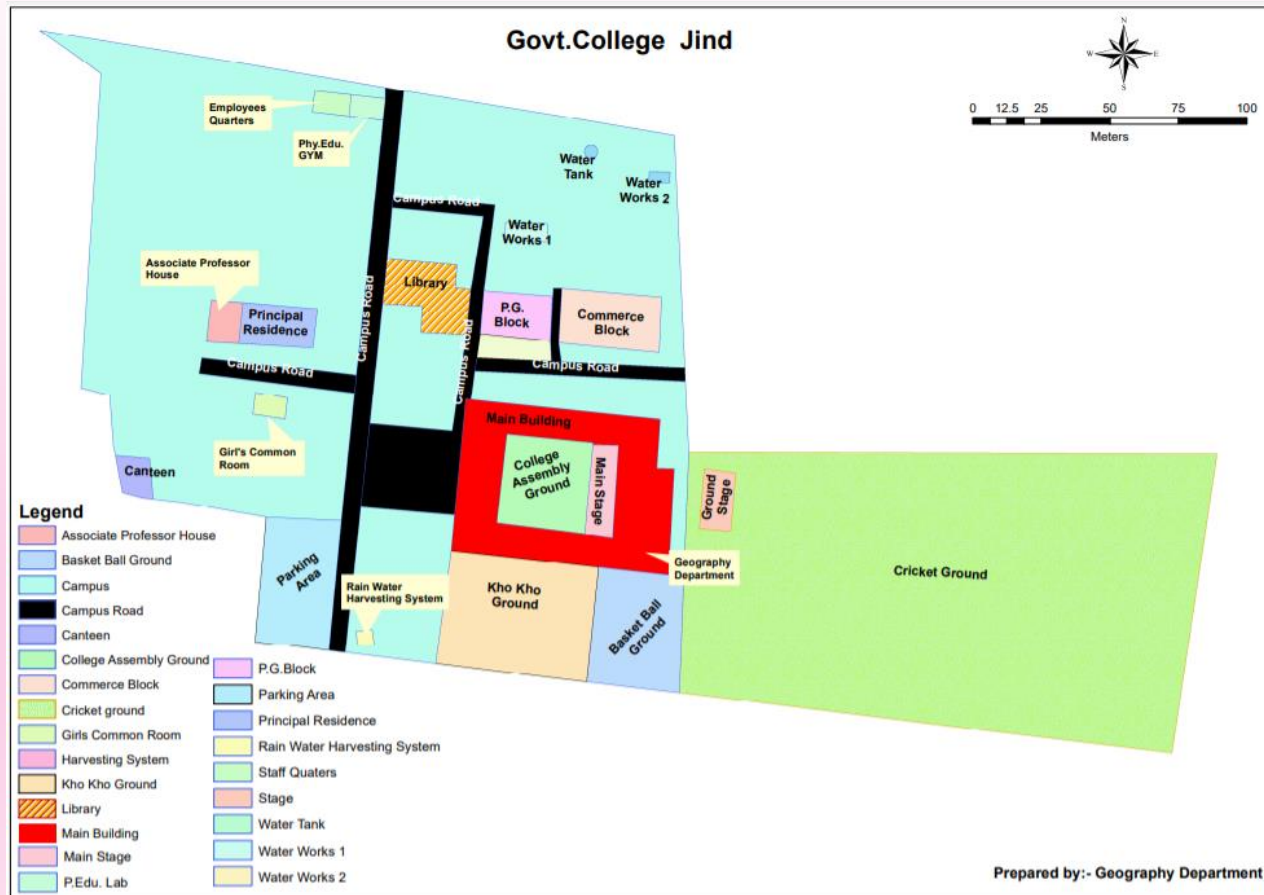 Govt.College Jind
N
W
E
S
0 12.5 25 50 75 100
Meters
Employees
Quarters
Phy.Edu.
GYM
Water
Tank
Water
Works 2
Campus Road
Water
Works 1
Associate Professor
House
Library
Campus Road
Principal
Residence
P.G.
Block
Commerce
Block
Campus Road
Campus Road
Campus Road
Main Building
Girl's Common
Room
College
Assembly
Ground
Main Stage
Canteen
Ground
Stage
Parking
Area
Rain Water
Harvesting System
Kho Kho
Ground
Geography
Department
Basket Ball
Ground
Cricket Ground
Legend
Associate Professor House
Basket Ball Ground
Campus
Campus Road
Canteen
College Assembly Ground
Commerce Block
Cricket ground
Girls Common Room
Harvesting System
Kho Kho Ground
Library
Main Building
Main Stage
P.Edu. Lab
P.G.Block
Parking Area
Principal Residence
Rain Water Harvesting System
Staff Quaters
Stage
Water Tank
Water Works 1
Water Works 2
Prepared by:- Geography Department